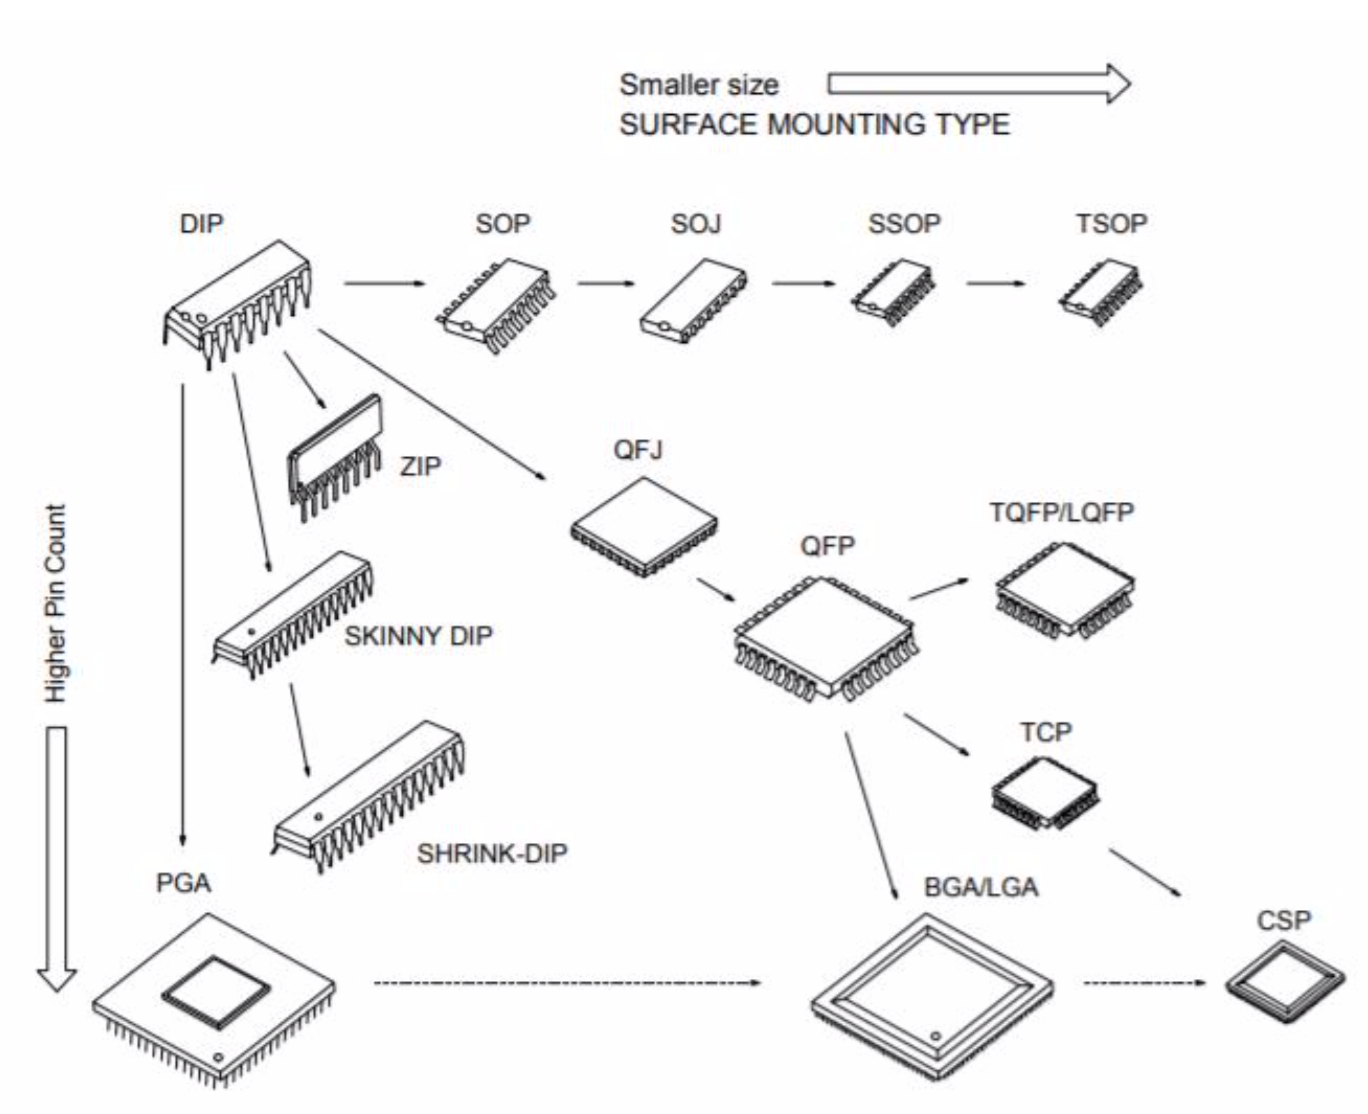 Smaller size
SURFACE MOUNTING TYPE
DIP
SOP
SOJ
SSOP
TSOP
ZIP
QFJ
TQFP/LQFP
QFP
Higher Pin Count
SKINNY DIP
TCP
SHRINK-DIP
PGA
BGA/LGA
CSP